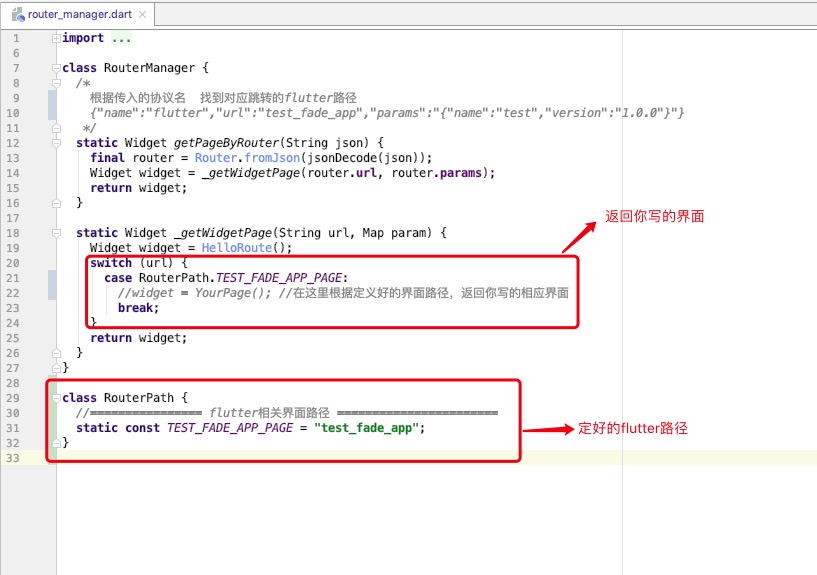 router_manager.dart
1 import ...
6
7 class RouterManager {
8 /*
9 根据传入的协议名 找到对应跳转的flutter路径
10 {"name":"flutter","url":"test_fade_app","params":"{"name":"test","version":"1.0.0"}"}
11 */
12 static Widget getPageByRouter(String json) {
13 final router = Router.fromJson(jsonDecode(json));
14 Widget widget = _getWidgetPage(router.url, router.params);
15 return widget;
16 }
17
18 static Widget _getWidgetPage(String url, Map param) {
19 Widget widget = HelloRoute();
20 switch (url) {
21 case RouterPath.TEST_FADE_APP_PAGE:
22 //widget = YourPage(); //在这里根据定义好的界面路径，返回你写的相应界面
23 break;
24 }
25 return widget;
26 }
27 }
28
29 class RouterPath {
30 //================ flutter相关界面路径 =======================
31 static const TEST_FADE_APP_PAGE = "test_fade_app";
32 }
33
返回你写的界面
定好的flutter路径